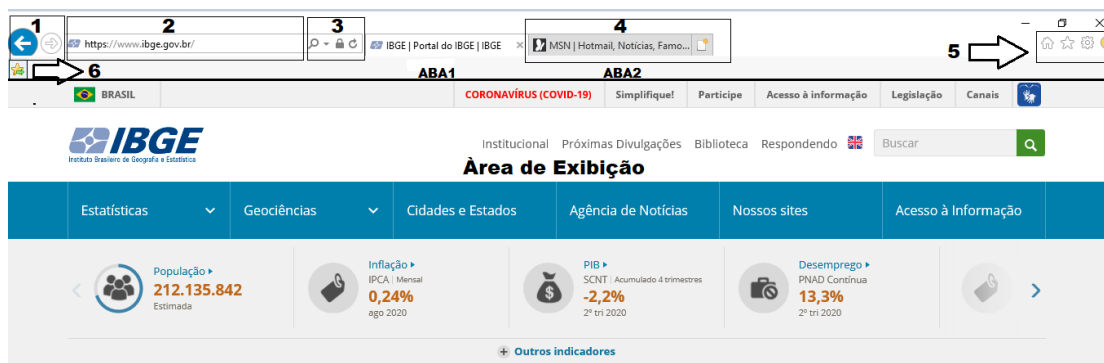 1 2 3 4
https://www.ibge.gov.br/
IBGE | Portal do IBGE | IBGE
MSN | Hotmail, Notícias, Famo...
5
6 ABA1 ABA2
BRASIL CORONAVÍRUS (COVID-19) Simplifique! Participe Acesso à informação Legislação Canais
IBGE
Instituto Brasileiro de Geografia e Estatística
Institucional Próximas Divulgações Biblioteca Respondendo Buscar
Àrea de Exibição
Estatísticas Geociências Cidades e Estados Agência de Notícias Nossos sites Acesso à Informação
População
212.135.842
Estimada
Inflação
IPCA | Mensal
0,24%
ago 2020
PIB
SCNT | Acumulado 4 trimestres
-2,2%
2º tri 2020
Desemprego
PNAD Contínua
13,3%
2º tri 2020
Outros indicadores